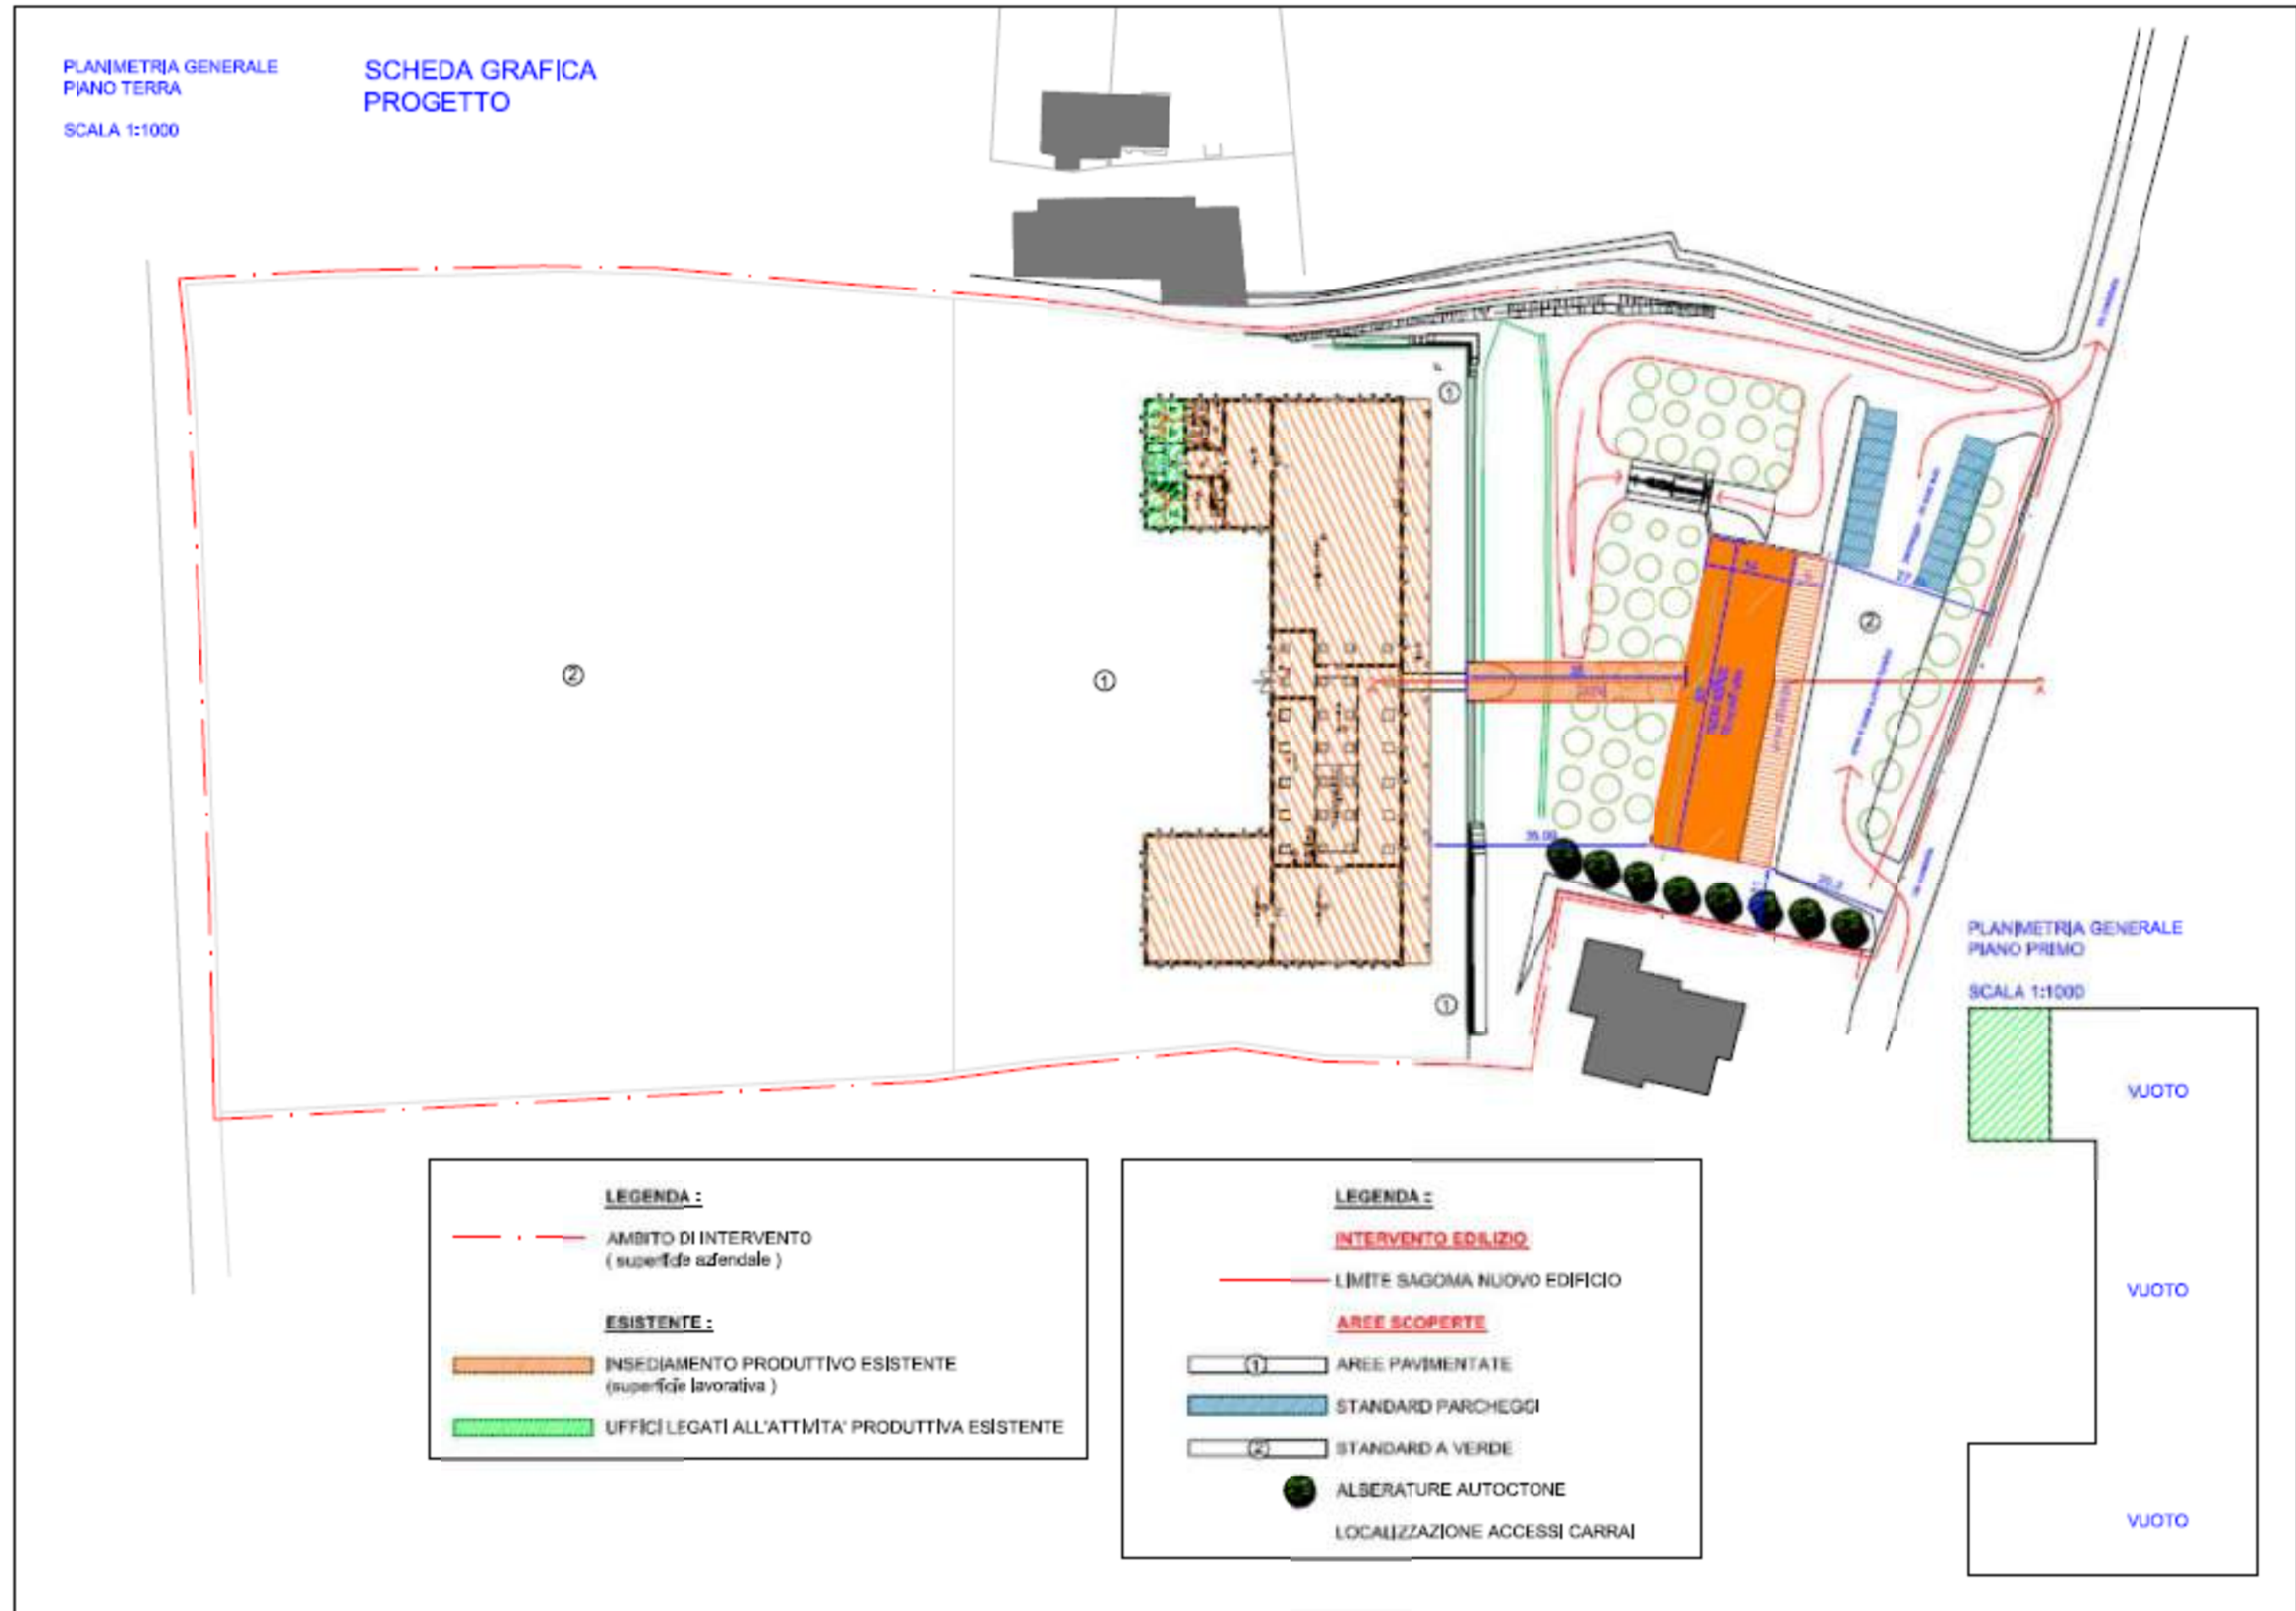 PLANIMETRIA GENERALE
PIANO TERRA
SCALA 1:1000
SCHEDA GRAFICA
PROGETTO
1
2
1
2
35.00
1
PLANIMETRIA GENERALE
PIANO PRIMO
SCALA 1:1000
VUOTO
VUOTO
VUOTO
LEGENDA :
AMBITO DI INTERVENTO
( superficie aziendale )
ESISTENTE :
INSEDIAMENTO PRODUTTIVO ESISTENTE
(superficie lavorativa )
UFFICI LEGATI ALL'ATTIVITA' PRODUTTIVA ESISTENTE
LEGENDA :
INTERVENTO EDILIZIO
LIMITE SAGOMA NUOVO EDIFICIO
AREE SCOPERTE
1 AREE PAVIMENTATE
STANDARD PARCHEGGI
2 STANDARD A VERDE
ALBERATURE AUTOCTONE
LOCALIZZAZIONE ACCESSI CARRAI